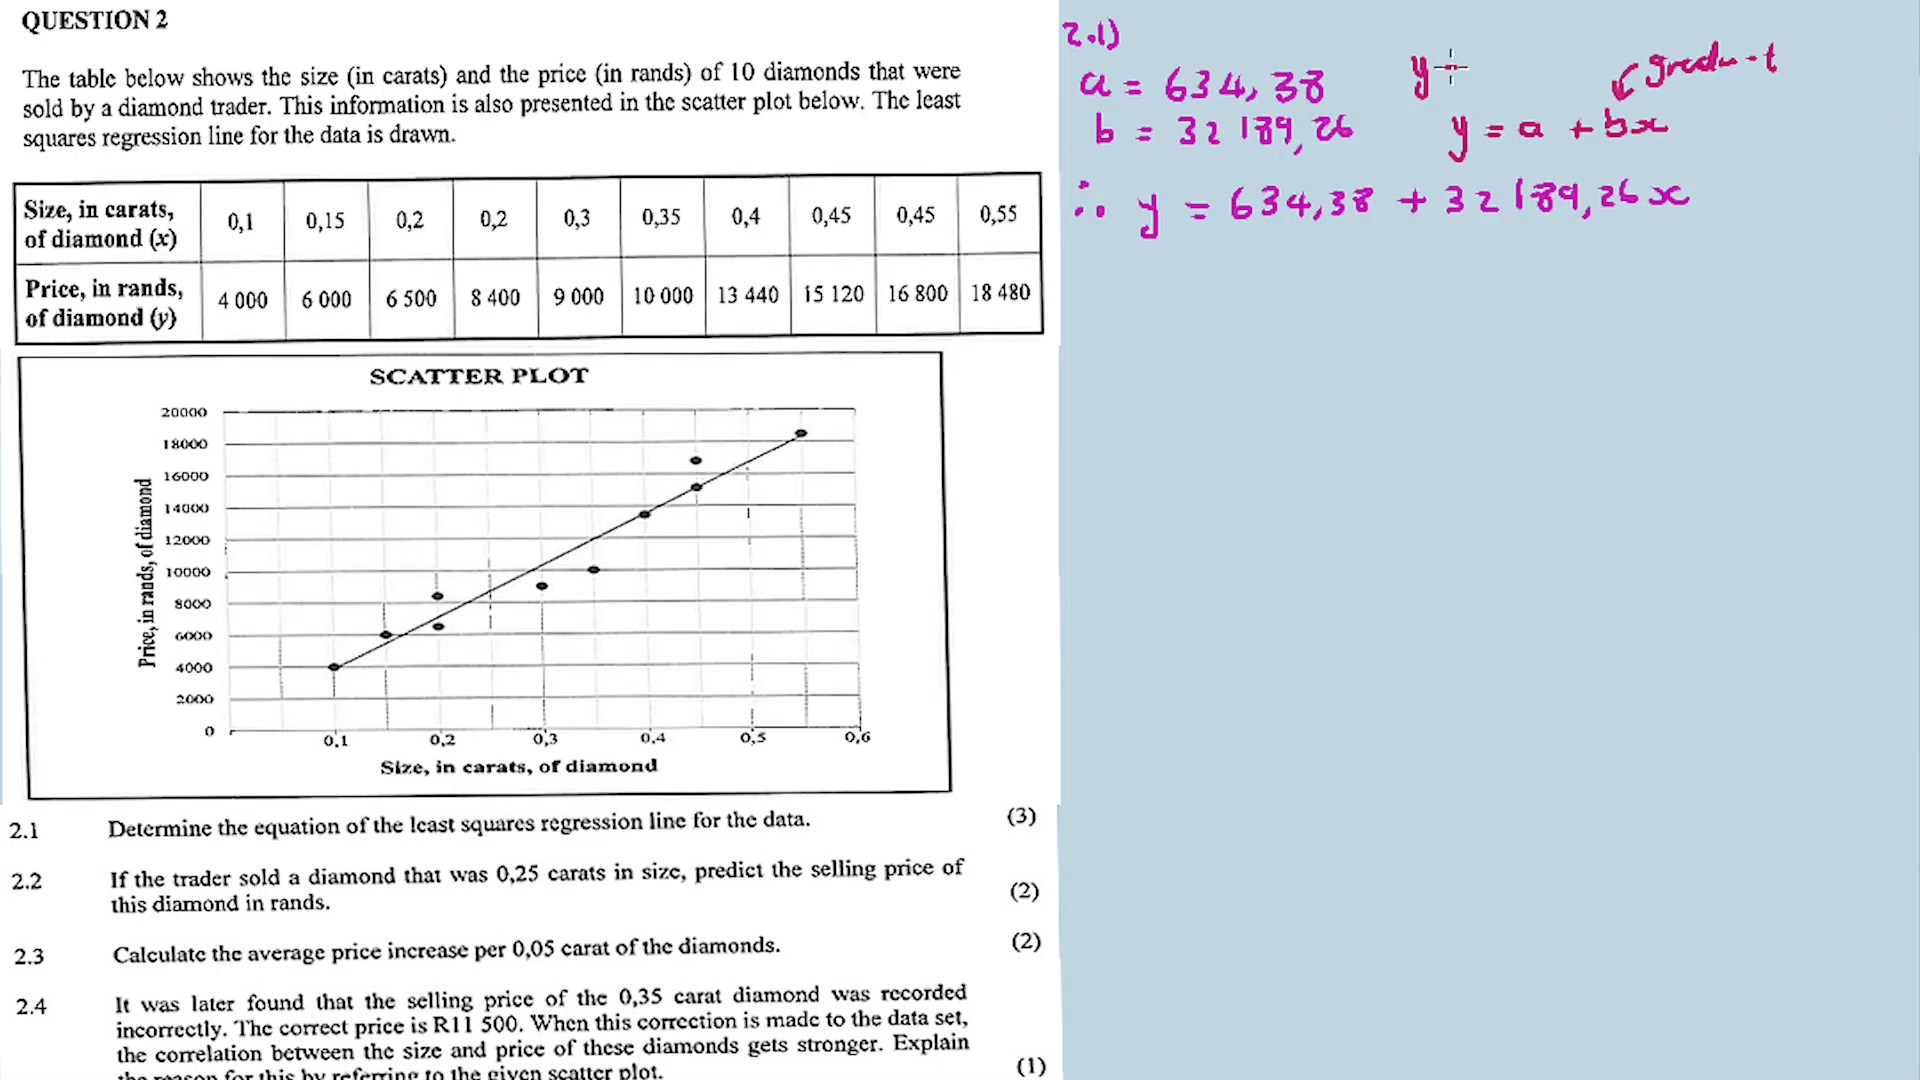 QUESTION 2
The table below shows the size (in carats) and the price (in rands) of 10 diamonds that were
sold by a diamond trader. This information is also presented in the scatter plot below. The least
squares regression line for the data is drawn.
Size, in carats, of diamond (x) 0,1 0,15 0,2 0,2 0,3 0,35 0,4 0,45 0,45 0,55
Price, in rands, of diamond (y) 4 000 6 000 6 500 8 400 9 000 10 000 13 440 15 120 16 800 18 480
SCATTER PLOT
Price, in rands, of diamond
20000
18000
16000
14000
12000
10000
8000
6000
4000
2000
0
0,1 0,2 0,3 0,4 0,5 0,6
Size, in carats, of diamond
2.1 Determine the equation of the least squares regression line for the data. (3)
2.2 If the trader sold a diamond that was 0,25 carats in size, predict the selling price of
this diamond in rands. (2)
2.3 Calculate the average price increase per 0,05 carat of the diamonds. (2)
2.4 It was later found that the selling price of the 0,35 carat diamond was recorded
incorrectly. The correct price is R11 500. When this correction is made to the data set,
the correlation between the size and price of these diamonds gets stronger. Explain
the reason for this by referring to the given scatter plot. (1)
2.1)
a = 634,38
b = 32 189,26
∴ y = 634,38 + 32 189,26x
y -
y = a + bx